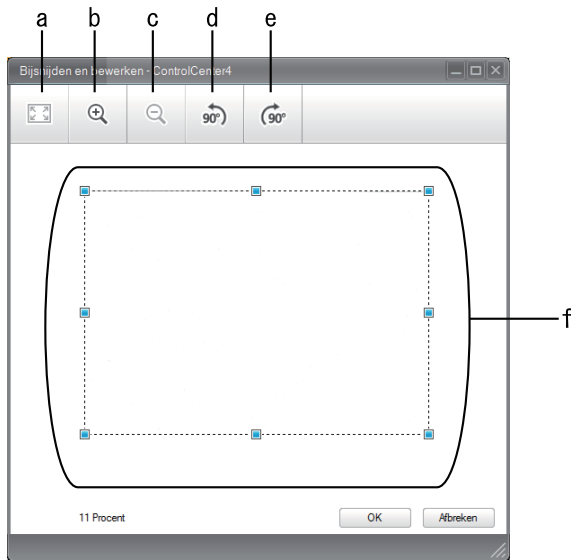 a b c d e
Bijsnijden en bewerken - ControlCenter4
90° 90°
f
11 Procent OK Afbreken